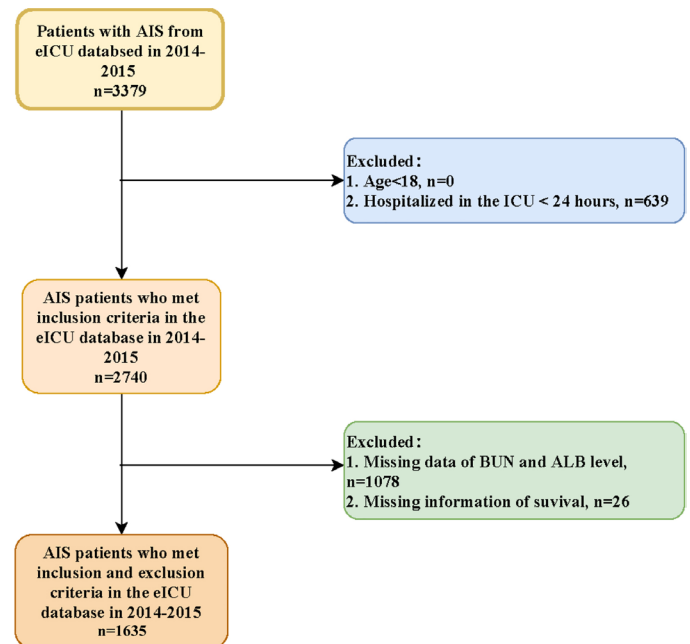 Patients with AIS from
eICU databsed in 2014-
2015
n=3379
Excluded:
1. Age<18, n=0
2. Hospitalized in the ICU < 24 hours, n=639
AIS patients who met
inclusion criteria in the
eICU database in 2014-
2015
n=2740
Excluded:
1. Missing data of BUN and ALB level,
n=1078
2. Missing information of suvival, n=26
AIS patients who met
inclusion and exclusion
criteria in the eICU
database in 2014-2015
n=1635